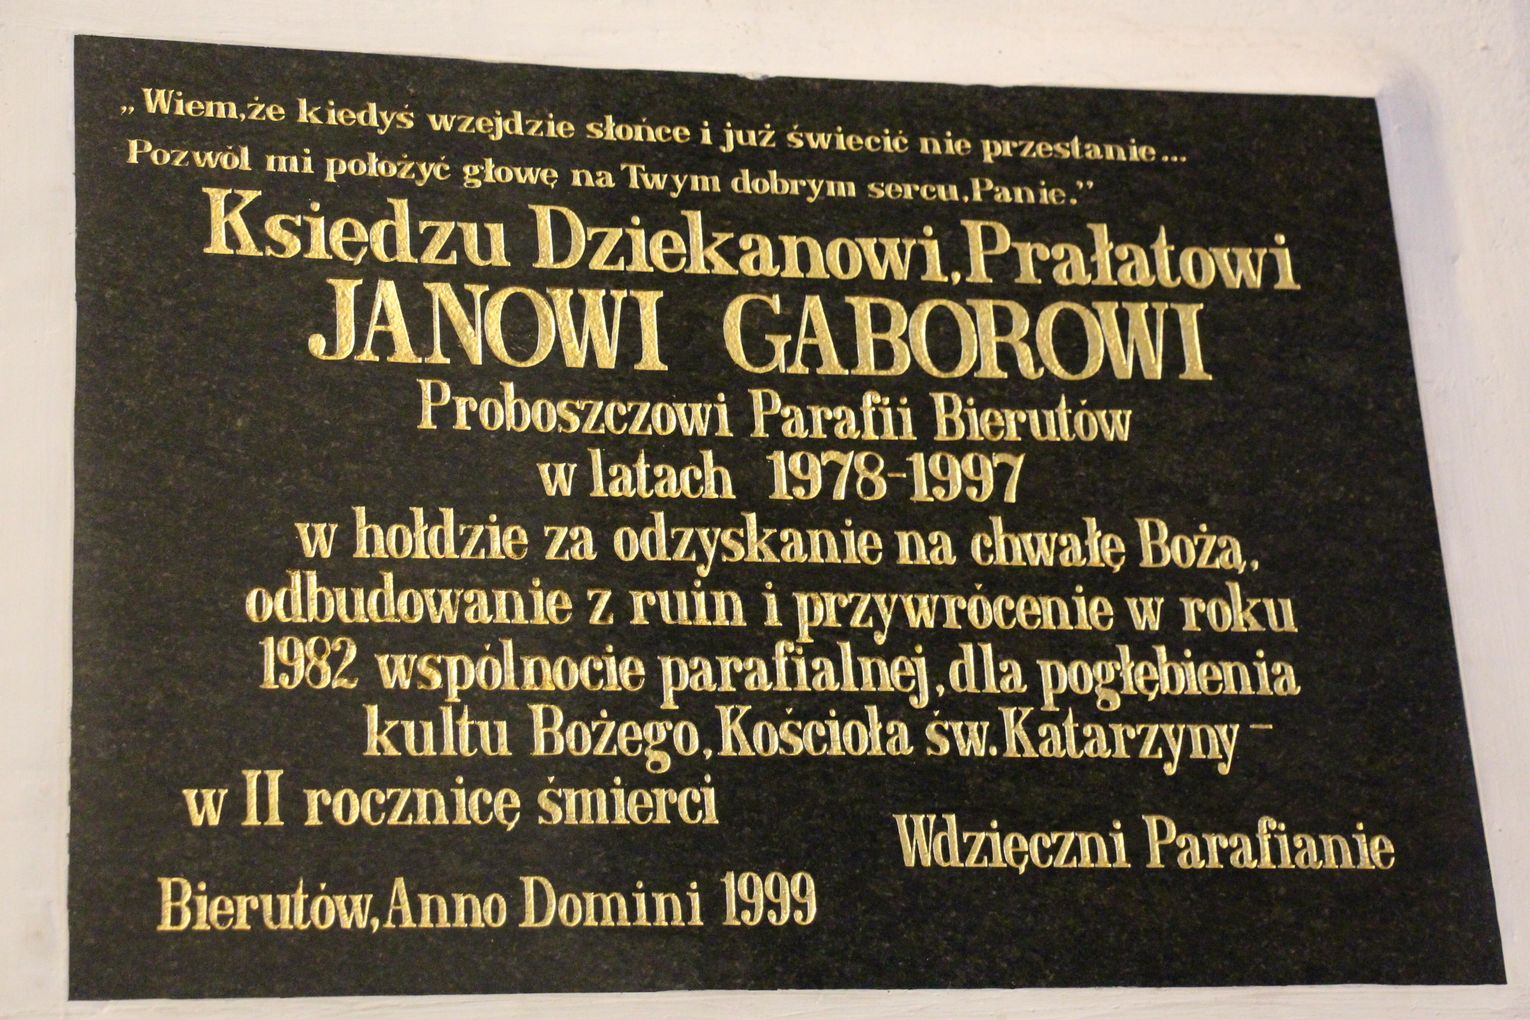 „Wiem,że kiedyś wzejdzie słońce i już świecić nie przestanie...
Pozwól mi położyć głowę na Twym dobrym sercu,Panie.”
Księdzu Dziekanowi,Prałatowi
JANOWI GABOROWI
Proboszczowi Parafii Bierutów
w latach 1978-1997
w hołdzie za odzyskanie na chwałę Bożą,
odbudowanie z ruin i przywrócenie w roku
1982 wspólnocie parafialnej,dla pogłębienia
kultu Bożego,Kościoła św.Katarzyny-
w II rocznicę śmierci
Wdzięczni Parafianie
Bierutów,Anno Domini 1999